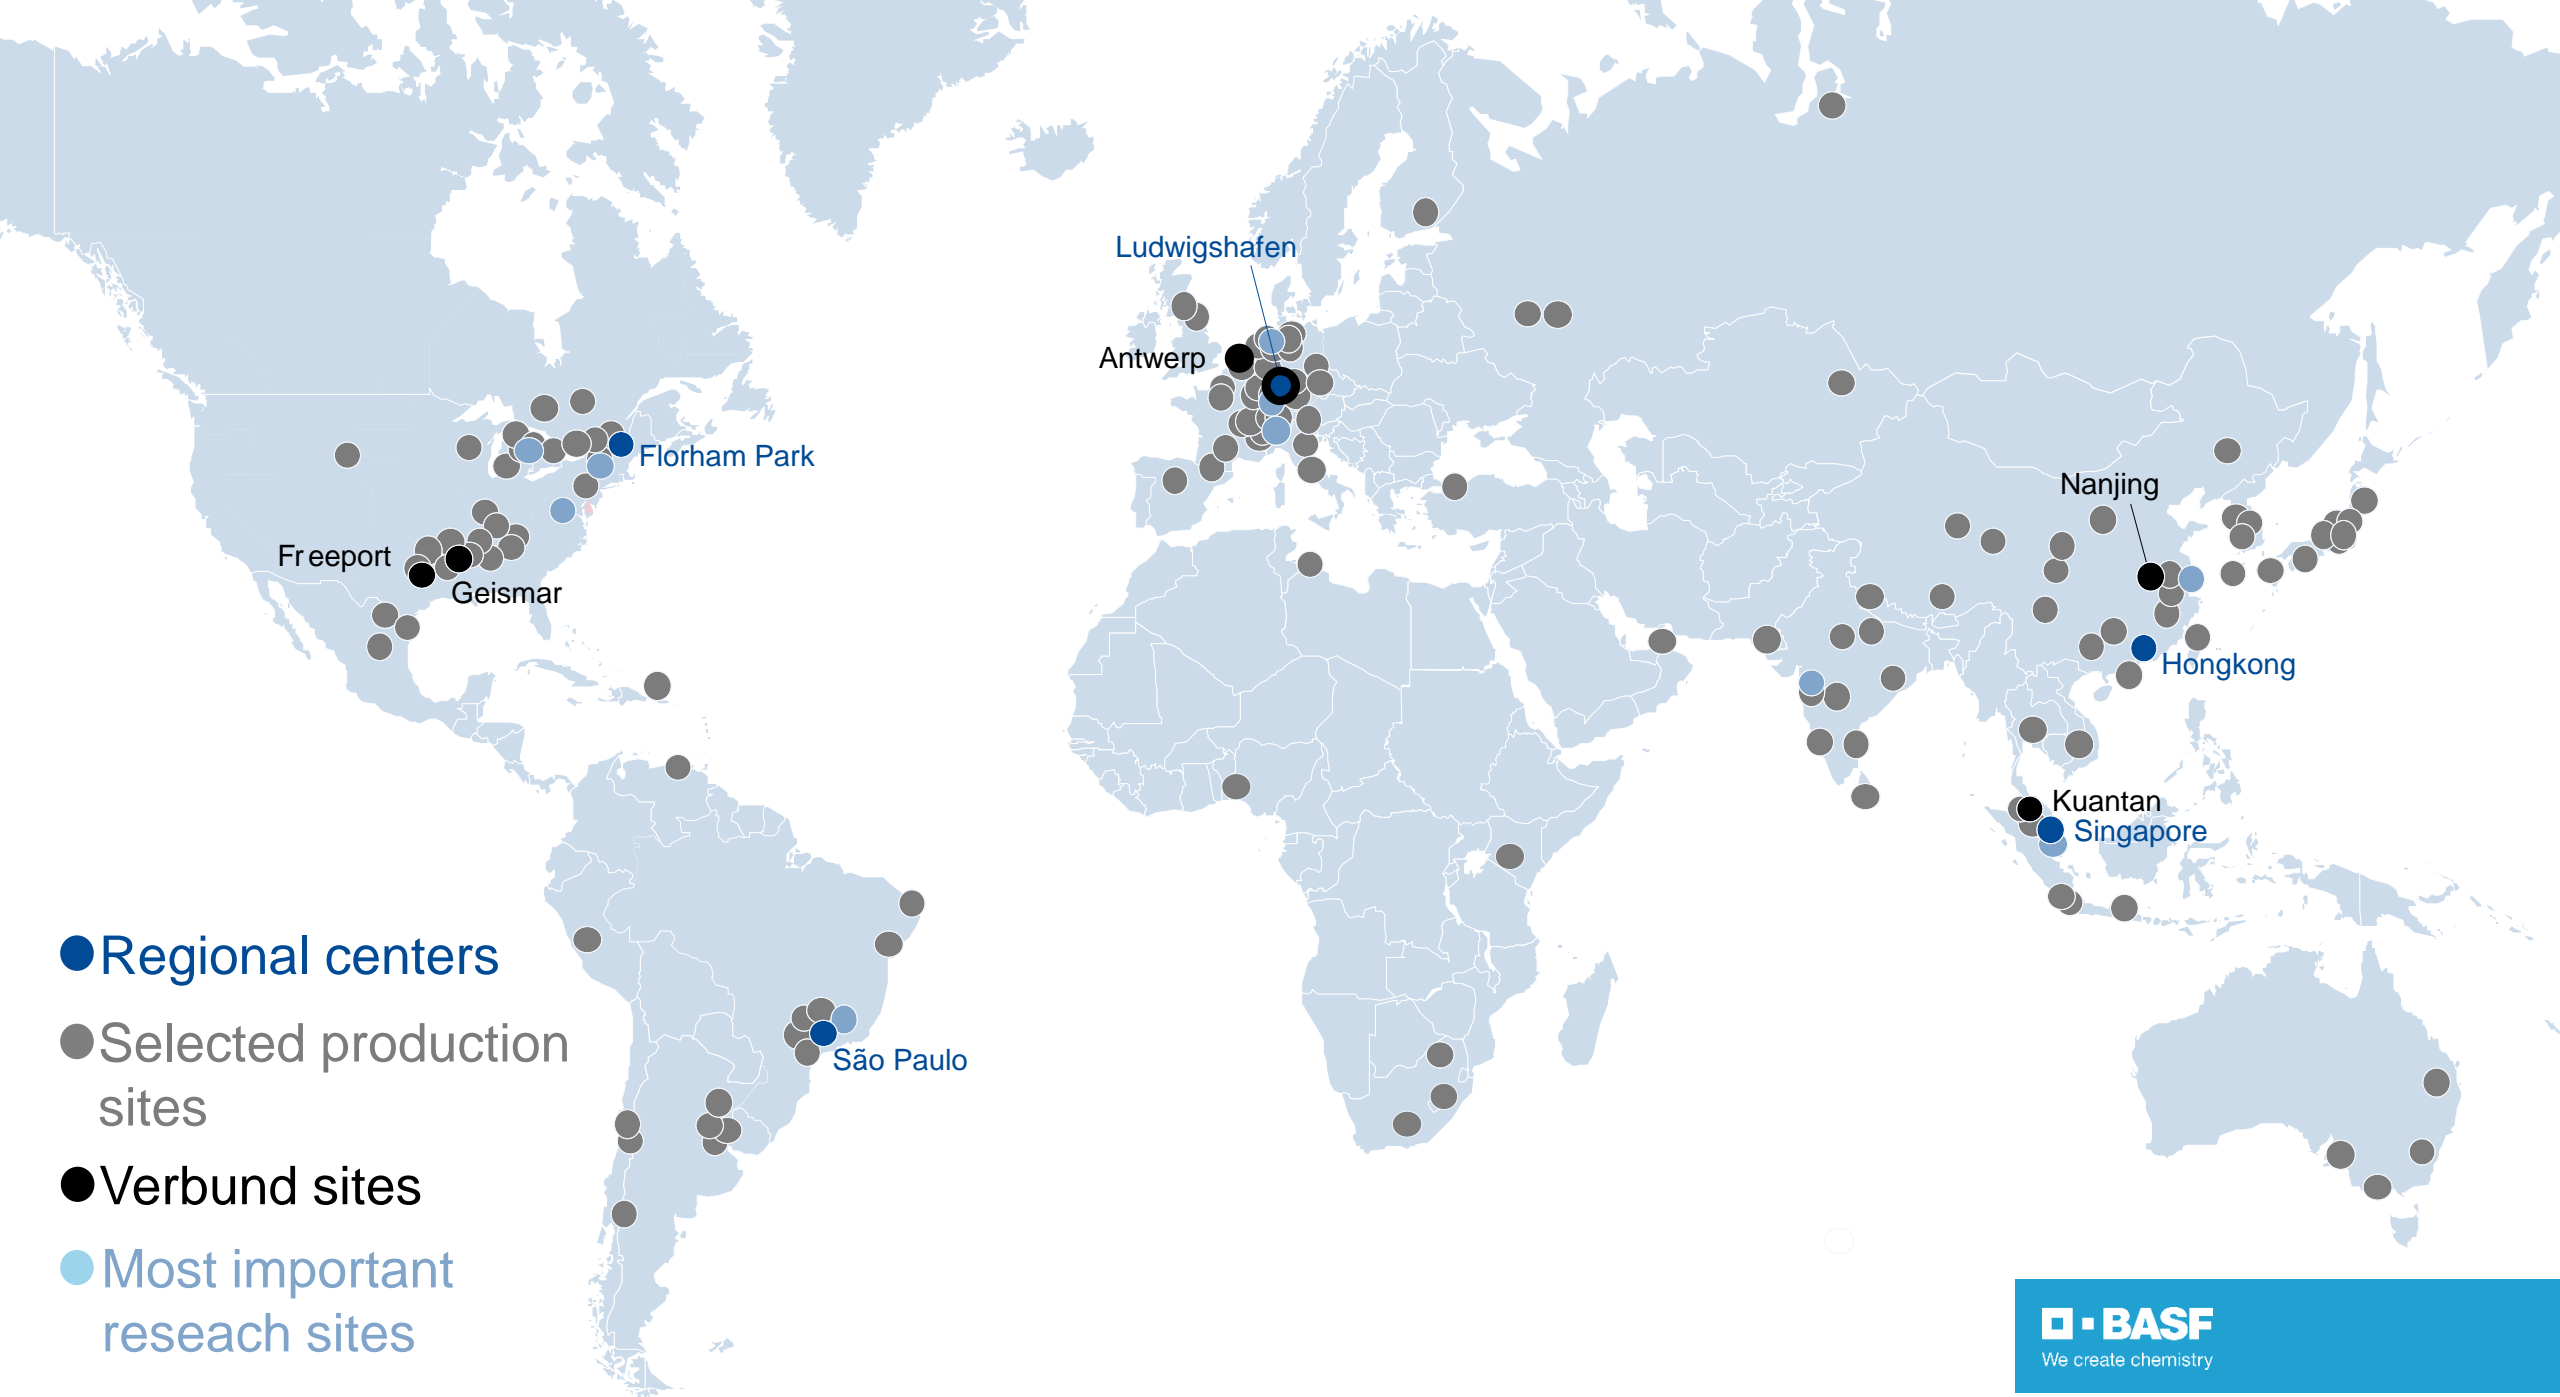 Ludwigshafen
Antwerp
Florham Park
Nanjing
Freeport
Geismar
Hongkong
Kuantan
Singapore
São Paulo
Regional centers
Selected production
sites
Verbund sites
Most important
reseach sites
BASF
We create chemistry